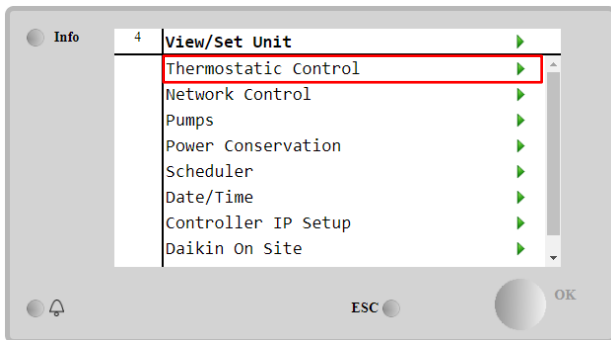 Info
4 View/Set Unit
Thermostatic Control
Network Control
Pumps
Power Conservation
Scheduler
Date/Time
Controller IP Setup
Daikin On Site
ESC
OK